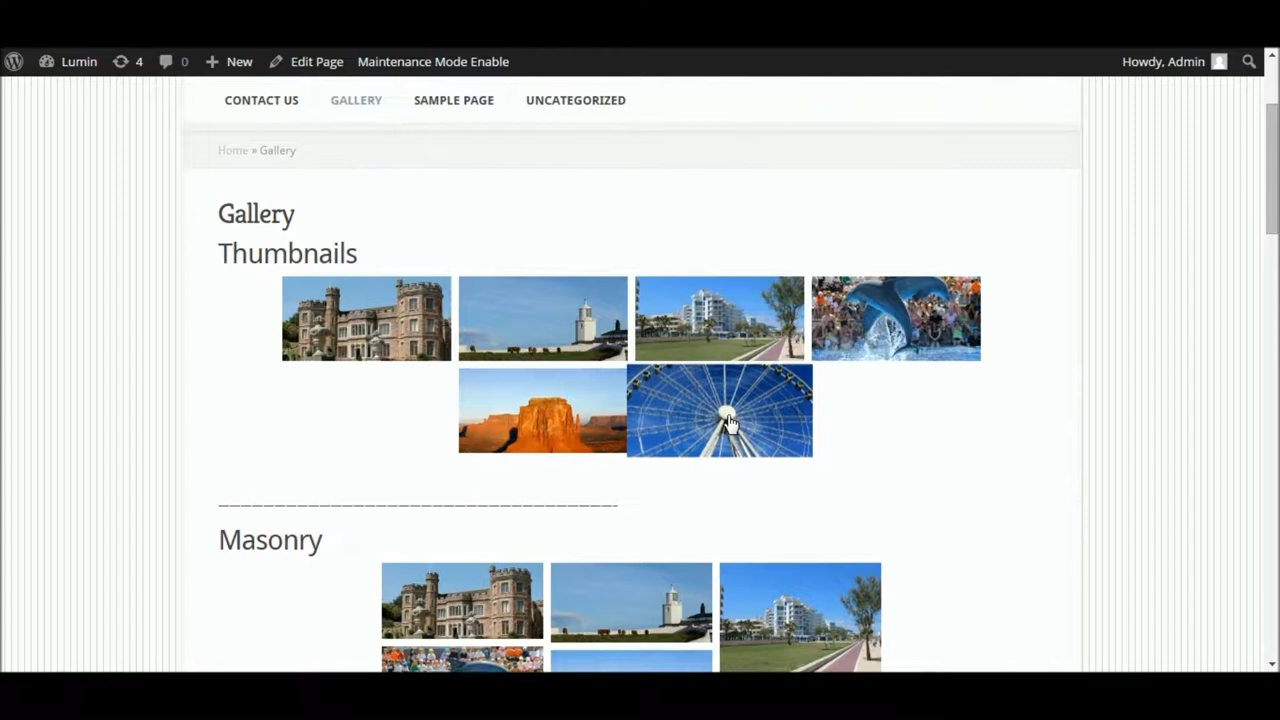 Lumin 4 0 New Edit Page Maintenance Mode Enable Howdy, Admin
CONTACT US GALLERY SAMPLE PAGE UNCATEGORIZED
Home » Gallery
Gallery
Thumbnails
Masonry